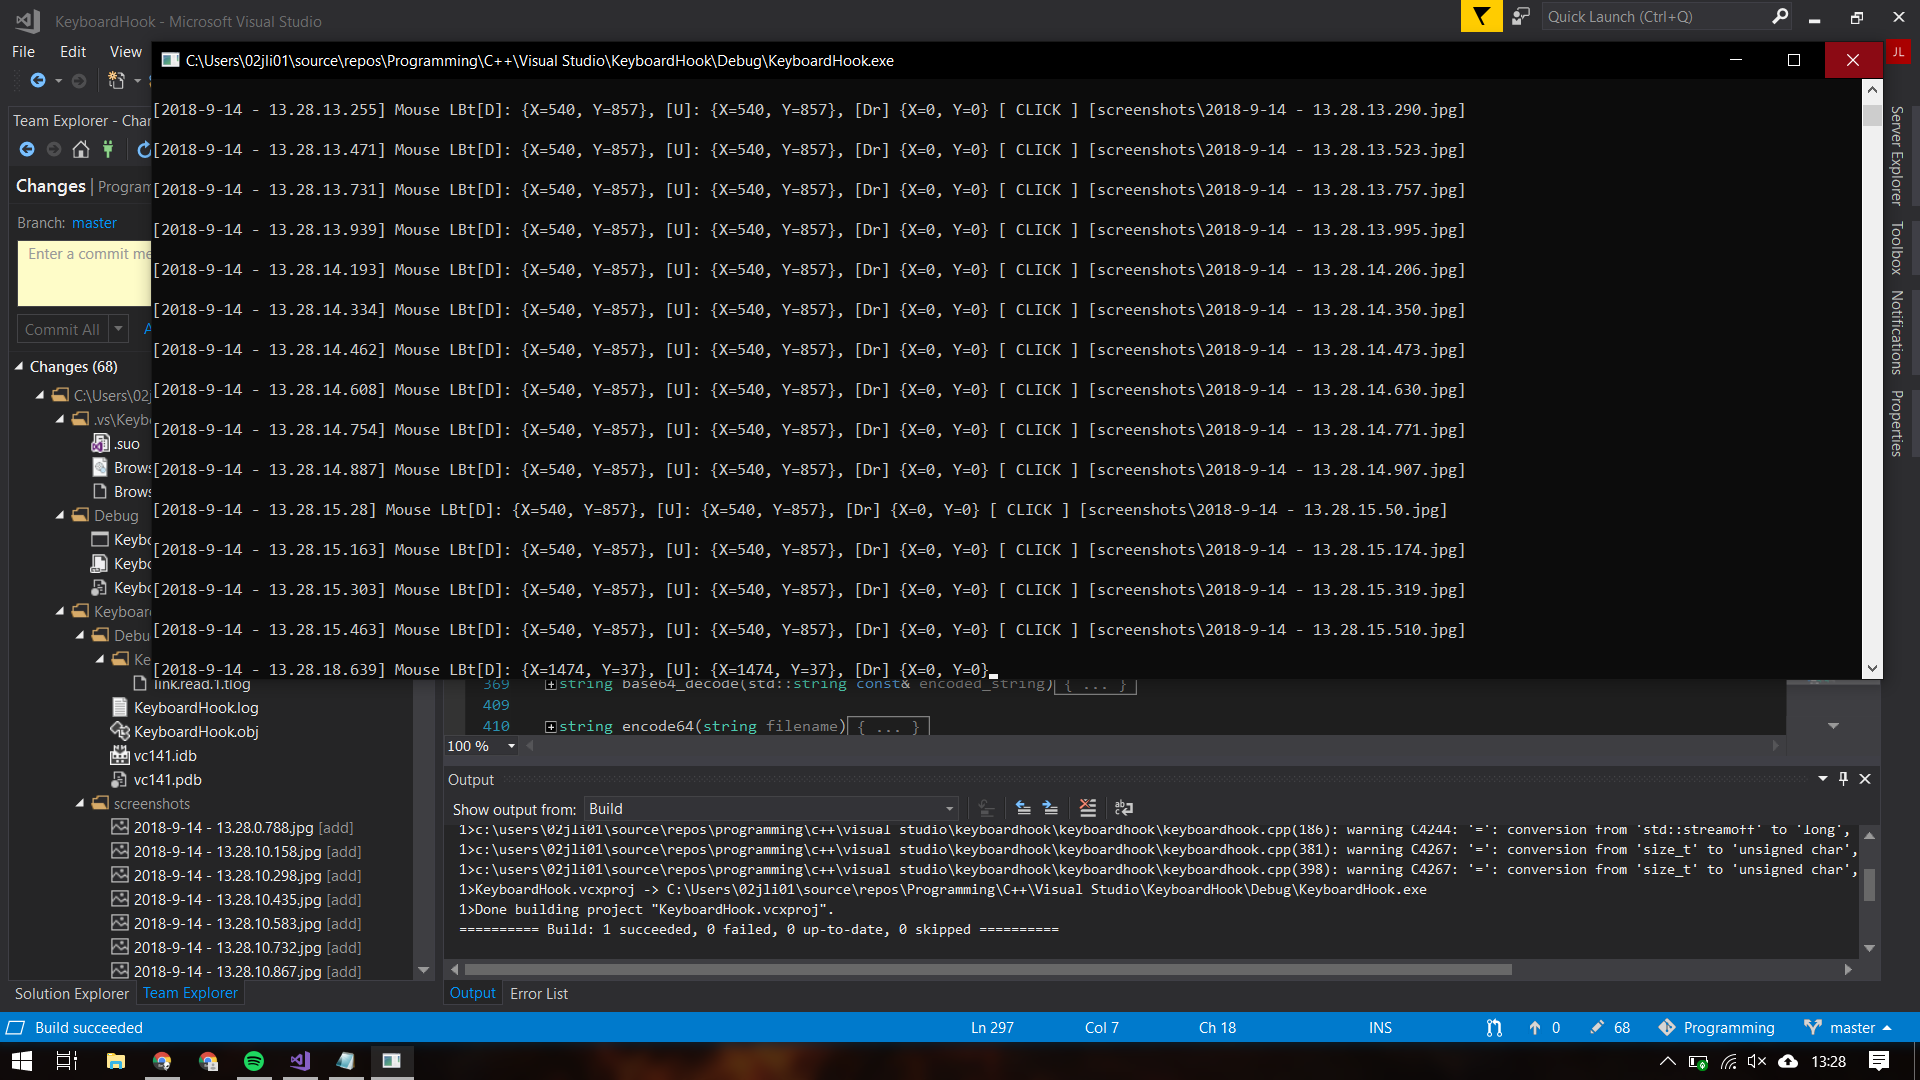 KeyboardHook - Microsoft Visual Studio
Quick Launch (Ctrl+Q)
File Edit View
JL
C:\Users\02jli01\source\repos\Programming\C++\Visual Studio\KeyboardHook\Debug\KeyboardHook.exe
[2018-9-14 - 13.28.13.255] Mouse LBt[D]: {X=540, Y=857}, [U]: {X=540, Y=857}, [Dr] {X=0, Y=0} [ CLICK ] [screenshots\2018-9-14 - 13.28.13.290.jpg]
[2018-9-14 - 13.28.13.471] Mouse LBt[D]: {X=540, Y=857}, [U]: {X=540, Y=857}, [Dr] {X=0, Y=0} [ CLICK ] [screenshots\2018-9-14 - 13.28.13.523.jpg]
[2018-9-14 - 13.28.13.731] Mouse LBt[D]: {X=540, Y=857}, [U]: {X=540, Y=857}, [Dr] {X=0, Y=0} [ CLICK ] [screenshots\2018-9-14 - 13.28.13.757.jpg]
[2018-9-14 - 13.28.13.939] Mouse LBt[D]: {X=540, Y=857}, [U]: {X=540, Y=857}, [Dr] {X=0, Y=0} [ CLICK ] [screenshots\2018-9-14 - 13.28.13.995.jpg]
[2018-9-14 - 13.28.14.193] Mouse LBt[D]: {X=540, Y=857}, [U]: {X=540, Y=857}, [Dr] {X=0, Y=0} [ CLICK ] [screenshots\2018-9-14 - 13.28.14.206.jpg]
[2018-9-14 - 13.28.14.334] Mouse LBt[D]: {X=540, Y=857}, [U]: {X=540, Y=857}, [Dr] {X=0, Y=0} [ CLICK ] [screenshots\2018-9-14 - 13.28.14.350.jpg]
[2018-9-14 - 13.28.14.462] Mouse LBt[D]: {X=540, Y=857}, [U]: {X=540, Y=857}, [Dr] {X=0, Y=0} [ CLICK ] [screenshots\2018-9-14 - 13.28.14.473.jpg]
[2018-9-14 - 13.28.14.608] Mouse LBt[D]: {X=540, Y=857}, [U]: {X=540, Y=857}, [Dr] {X=0, Y=0} [ CLICK ] [screenshots\2018-9-14 - 13.28.14.630.jpg]
[2018-9-14 - 13.28.14.754] Mouse LBt[D]: {X=540, Y=857}, [U]: {X=540, Y=857}, [Dr] {X=0, Y=0} [ CLICK ] [screenshots\2018-9-14 - 13.28.14.771.jpg]
[2018-9-14 - 13.28.14.887] Mouse LBt[D]: {X=540, Y=857}, [U]: {X=540, Y=857}, [Dr] {X=0, Y=0} [ CLICK ] [screenshots\2018-9-14 - 13.28.14.907.jpg]
[2018-9-14 - 13.28.15.28] Mouse LBt[D]: {X=540, Y=857}, [U]: {X=540, Y=857}, [Dr] {X=0, Y=0} [ CLICK ] [screenshots\2018-9-14 - 13.28.15.50.jpg]
[2018-9-14 - 13.28.15.163] Mouse LBt[D]: {X=540, Y=857}, [U]: {X=540, Y=857}, [Dr] {X=0, Y=0} [ CLICK ] [screenshots\2018-9-14 - 13.28.15.174.jpg]
[2018-9-14 - 13.28.15.303] Mouse LBt[D]: {X=540, Y=857}, [U]: {X=540, Y=857}, [Dr] {X=0, Y=0} [ CLICK ] [screenshots\2018-9-14 - 13.28.15.319.jpg]
[2018-9-14 - 13.28.15.463] Mouse LBt[D]: {X=540, Y=857}, [U]: {X=540, Y=857}, [Dr] {X=0, Y=0} [ CLICK ] [screenshots\2018-9-14 - 13.28.15.510.jpg]
[2018-9-14 - 13.28.18.639] Mouse LBt[D]: {X=1474, Y=37}, [U]: {X=1474, Y=37}, [Dr] {X=0, Y=0}
Team Explorer - Char
Changes | Program
Branch: master
Enter a commit me
Commit All
A
Changes (68)
C:\Users\02j
.vs\Keyb
.suo
Brows
Brows
Debug
Keybo
Keybo
Keybo
Keyboar
Debu
Ke
link.read.1.tlog
KeyboardHook.log
KeyboardHook.obj
vc141.idb
vc141.pdb
screenshots
2018-9-14 - 13.28.0.788.jpg [add]
2018-9-14 - 13.28.10.158.jpg [add]
2018-9-14 - 13.28.10.298.jpg [add]
2018-9-14 - 13.28.10.435.jpg [add]
2018-9-14 - 13.28.10.583.jpg [add]
2018-9-14 - 13.28.10.732.jpg [add]
2018-9-14 - 13.28.10.867.jpg [add]
Solution Explorer Team Explorer
Server Explorer
Toolbox
Notifications
Properties
369 string base64_decode(std::string const& encoded_string){ ... }
409
410 string encode64(string filename){ ... }
100 %
Output
Show output from: Build
1>c:\users\02jli01\source\repos\programming\c++\visual studio\keyboardhook\keyboardhook\keyboardhook.cpp(186): warning C4244: '=': conversion from 'std::streamoff' to 'long',
1>c:\users\02jli01\source\repos\programming\c++\visual studio\keyboardhook\keyboardhook\keyboardhook.cpp(381): warning C4267: '=': conversion from 'size_t' to 'unsigned char',
1>c:\users\02jli01\source\repos\programming\c++\visual studio\keyboardhook\keyboardhook\keyboardhook.cpp(398): warning C4267: '=': conversion from 'size_t' to 'unsigned char',
1>KeyboardHook.vcxproj -> C:\Users\02jli01\source\repos\Programming\C++\Visual Studio\KeyboardHook\Debug\KeyboardHook.exe
1>Done building project "KeyboardHook.vcxproj".
========== Build: 1 succeeded, 0 failed, 0 up-to-date, 0 skipped ==========
Output Error List
Build succeeded Ln 297 Col 7 Ch 18 INS 0 68 Programming master
13:28